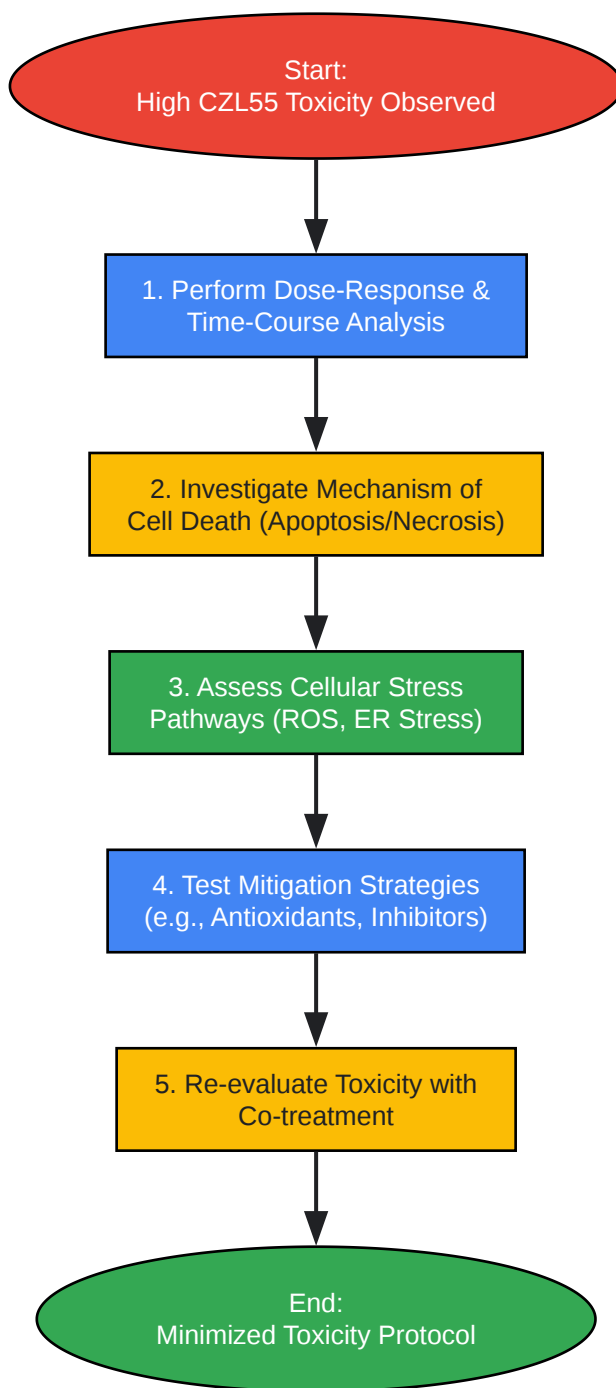 Start:
High CZL55 Toxicity Observed
1. Perform Dose-Response &
Time-Course Analysis
2. Investigate Mechanism of
Cell Death (Apoptosis/Necrosis)
3. Assess Cellular Stress
Pathways (ROS, ER Stress)
4. Test Mitigation Strategies
(e.g., Antioxidants, Inhibitors)
5. Re-evaluate Toxicity with
Co-treatment
End:
Minimized Toxicity Protocol